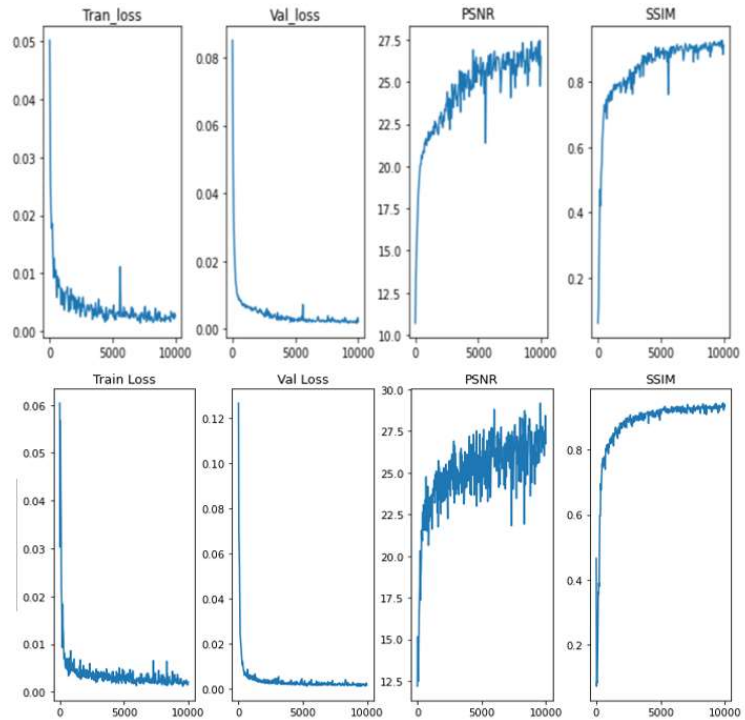 Tran_loss Val_loss PSNR SSIM
0.05 0.04 0.03 0.02 0.01 0.00
0 5000 10000
0.08 0.06 0.04 0.02 0.00
0 5000 10000
27.5 25.0 22.5 20.0 17.5 15.0 12.5 10.0
0 5000 10000
0.8 0.6 0.4 0.2
0 5000 10000
Train Loss Val Loss PSNR SSIM
0.06 0.05 0.04 0.03 0.02 0.01 0.00
0 5000 10000
0.12 0.10 0.08 0.06 0.04 0.02 0.00
0 5000 10000
30.0 27.5 25.0 22.5 20.0 17.5 15.0 12.5
0 5000 10000
0.8 0.6 0.4 0.2
0 5000 10000